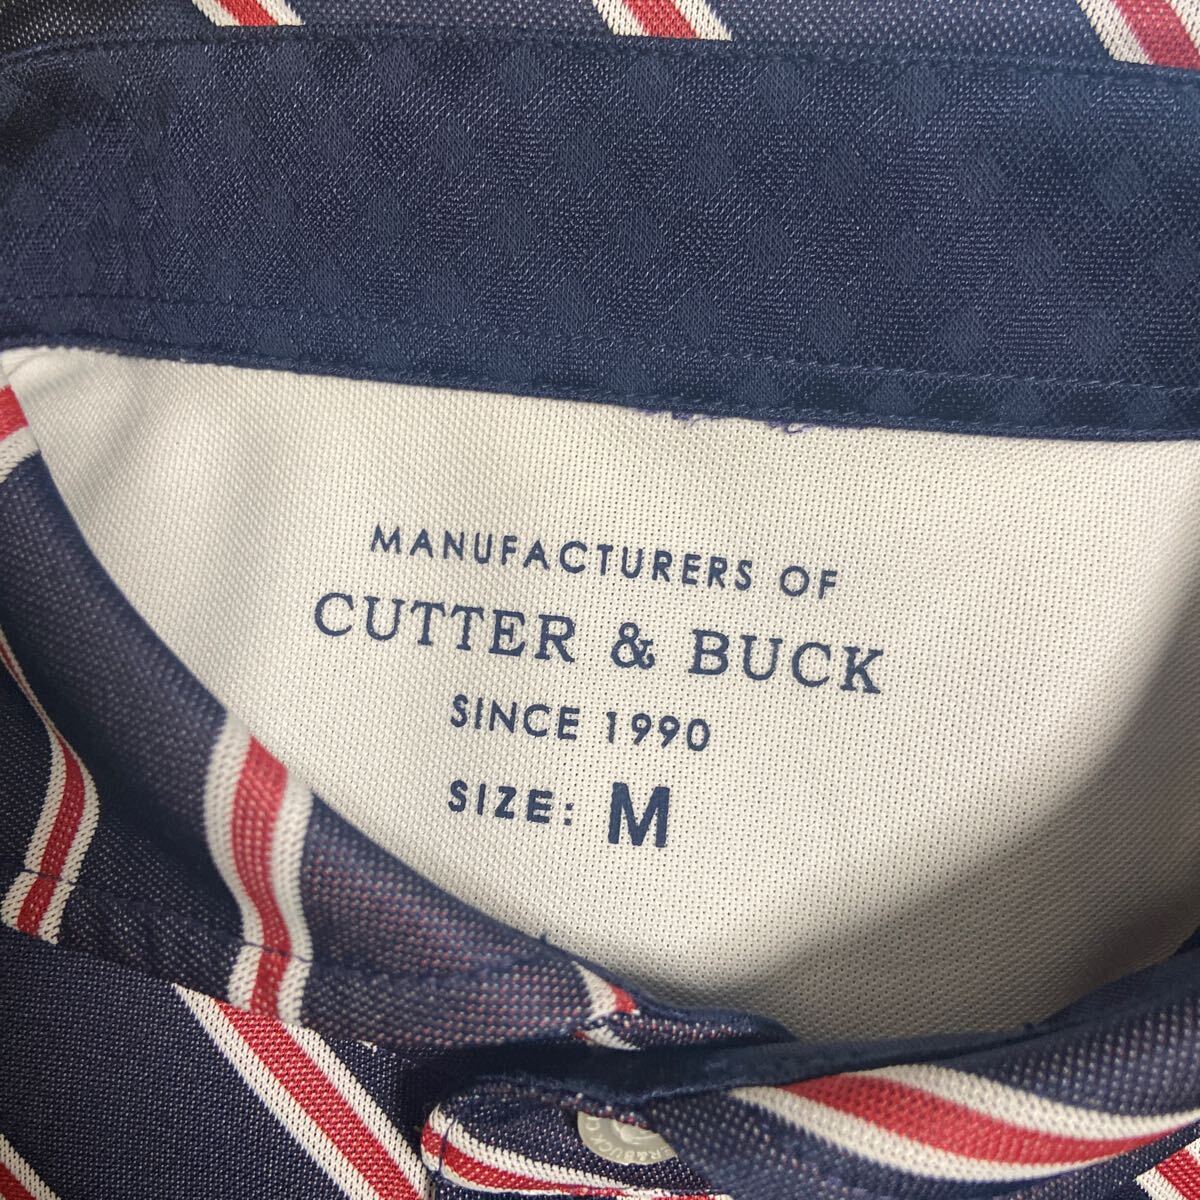 MANUFACTURERS OF
CUTTER & BUCK
SINCE 1990
SIZE: M